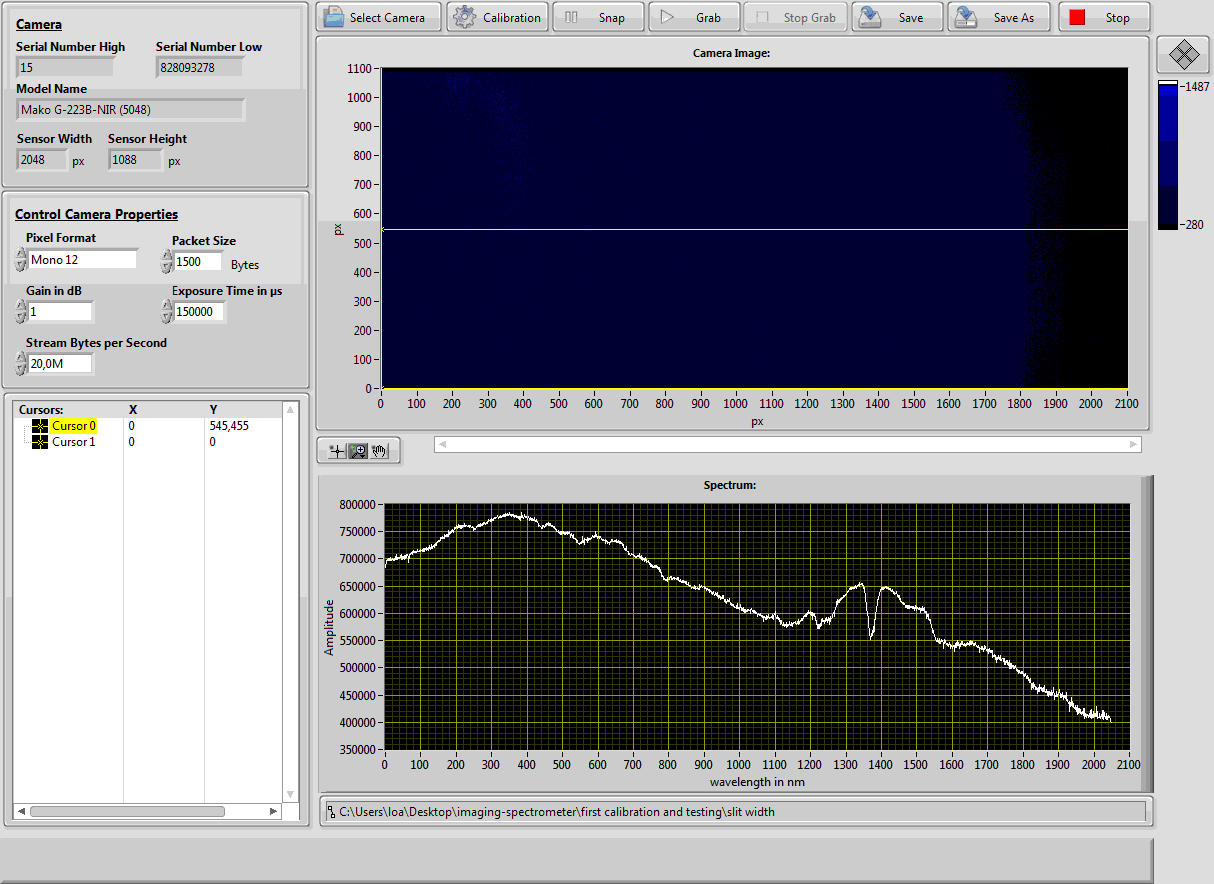 Select Camera Calibration Snap Grab Stop Grab Save Save As Stop
Camera
Serial Number High Serial Number Low
15 828093278
Model Name
Mako G-223B-NIR (5048)
Sensor Width Sensor Height
2048 px 1088 px
Control Camera Properties
Pixel Format Packet Size
Mono 12 1500 Bytes
Gain in dB Exposure Time in µs
1 150000
Stream Bytes per Second
20,0M
Cursors: X Y
Cursor 0 0 545,455
Cursor 1 0 0
Camera Image:
1100
1000
900
800
700
600
500
400
300
200
100
0
px
0 100 200 300 400 500 600 700 800 900 1000 1100 1200 1300 1400 1500 1600 1700 1800 1900 2000 2100
px
1487
280
Spectrum:
800000
750000
700000
650000
600000
550000
500000
450000
400000
350000
Amplitude
0 100 200 300 400 500 600 700 800 900 1000 1100 1200 1300 1400 1500 1600 1700 1800 1900 2000 2100
wavelength in nm
C:\Users\loa\Desktop\imaging-spectrometer\first calibration and testing\slit width